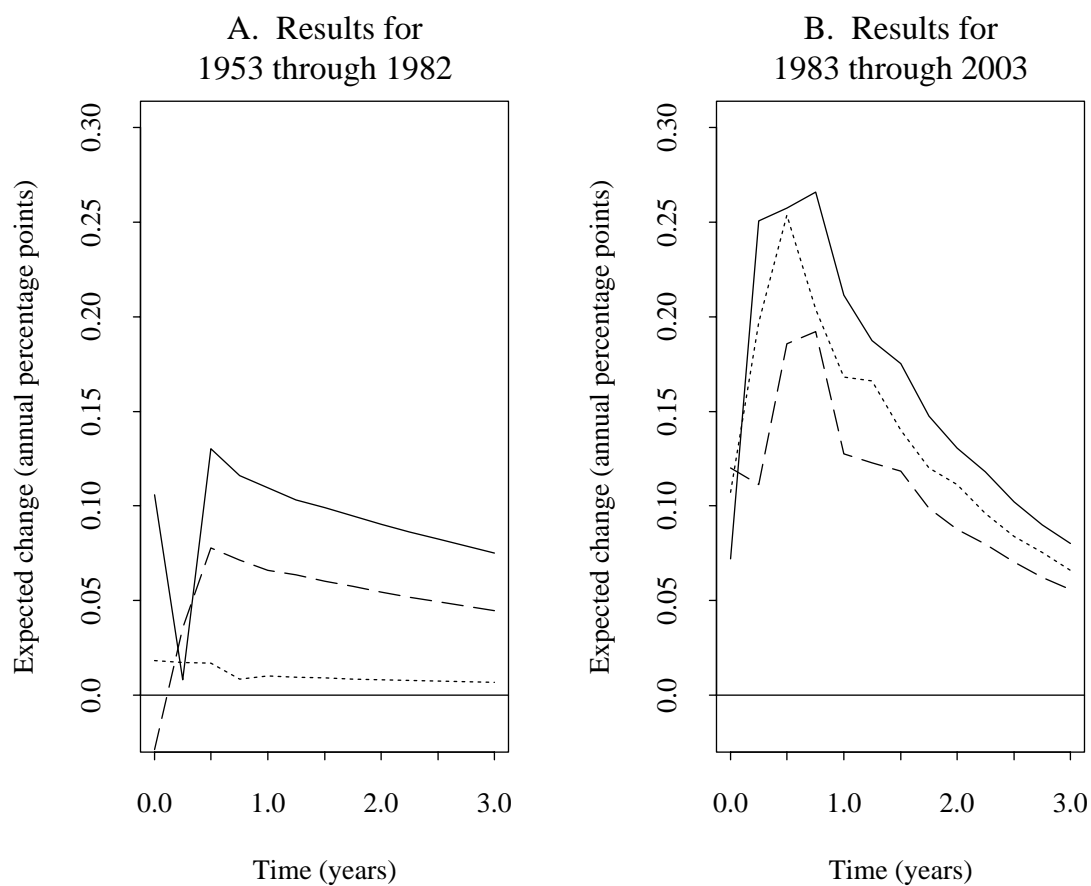 A. Results for
1953 through 1982
Expected change (annual percentage points)
0.30
0.25
0.20
0.15
0.10
0.05
0.0
0.0 1.0 2.0 3.0
Time (years)
B. Results for
1983 through 2003
Expected change (annual percentage points)
0.30
0.25
0.20
0.15
0.10
0.05
0.0
0.0 1.0 2.0 3.0
Time (years)